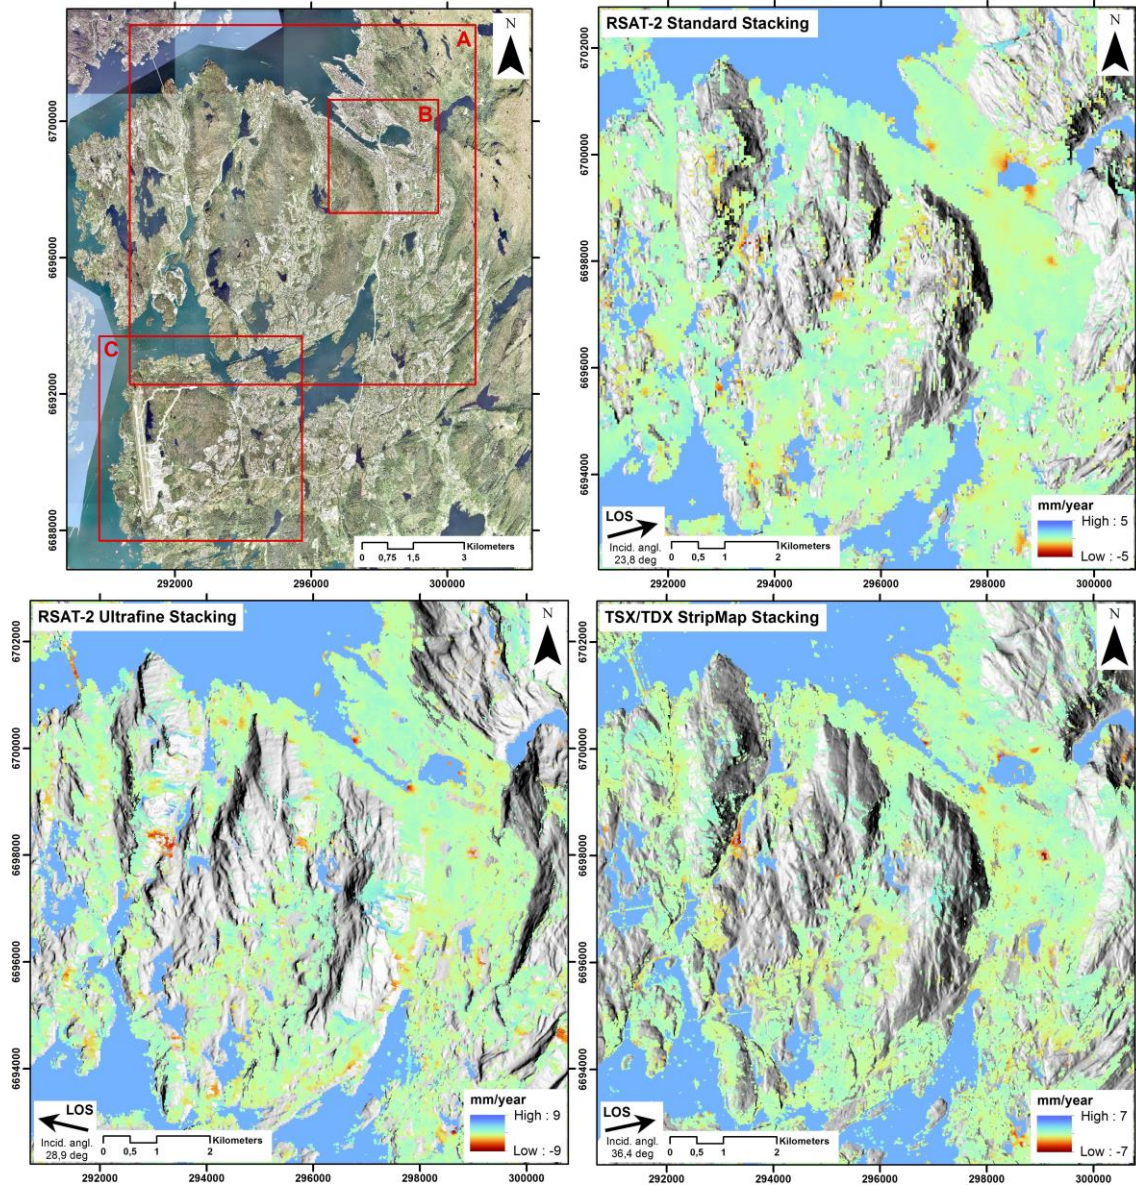 N
A
B
C
6700000
6696000
6692000
6688000
292000
296000
300000
Kilometers
0 0,75 1,5 3
RSAT-2 Standard Stacking
N
6702000
6700000
6698000
6696000
6694000
LOS
Incid. angl.
23,8 deg
Kilometers
0 0,5 1 2
mm/year
High : 5
Low : -5
292000 294000 296000 298000 300000
RSAT-2 Ultrafine Stacking
N
6702000
6700000
6698000
6696000
6694000
LOS
Incid. angl.
28,9 deg
Kilometers
0 0,5 1 2
mm/year
High : 9
Low : -9
292000 294000 296000 298000 300000
TSX/TDX StripMap Stacking
N
6702000
6700000
6698000
6696000
6694000
LOS
Incid. angl.
36,4 deg
Kilometers
0 0,5 1 2
mm/year
High : 7
Low : -7
292000 294000 296000 298000 300000